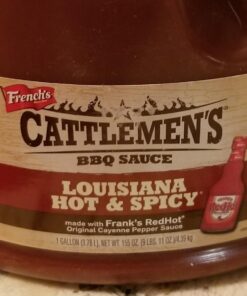 French's
CATTLEMEN'S®
BBQ SAUCE
LOUISIANA
HOT & SPICY
made with Frank's RedHot®
Original Cayenne Pepper Sauce
RedHot
1 GALLON (3.78 L), NET WT. 155 OZ. (9 LBS. 11 OZ.) 4.39 kg